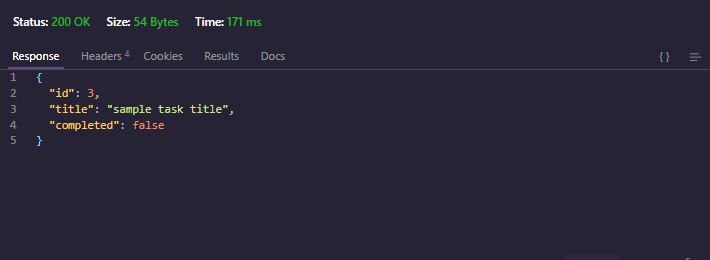 Status: 200 OK Size: 54 Bytes Time: 171 ms
Response Headers 4 Cookies Results Docs { }
1 {
2 "id": 3,
3 "title": "sample task title",
4 "completed": false
5 }